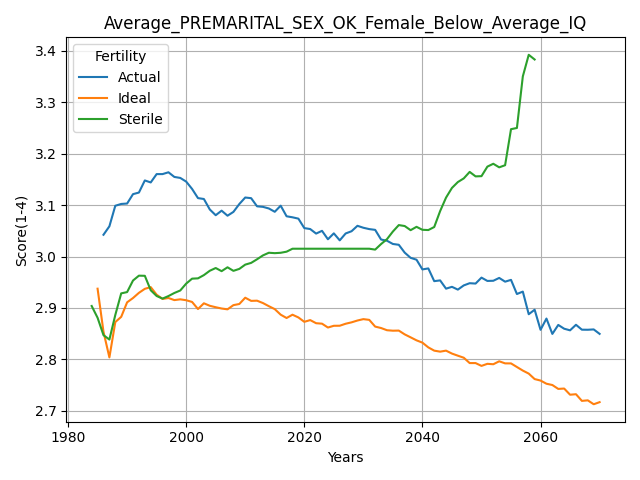 Average_PREMARITAL_SEX_OK_Female_Below_Average_IQ
Score(1-4)
3.4
3.3
3.2
3.1
3.0
2.9
2.8
2.7
Fertility
Actual
Ideal
Sterile
1980 2000 2020 2040 2060
Years